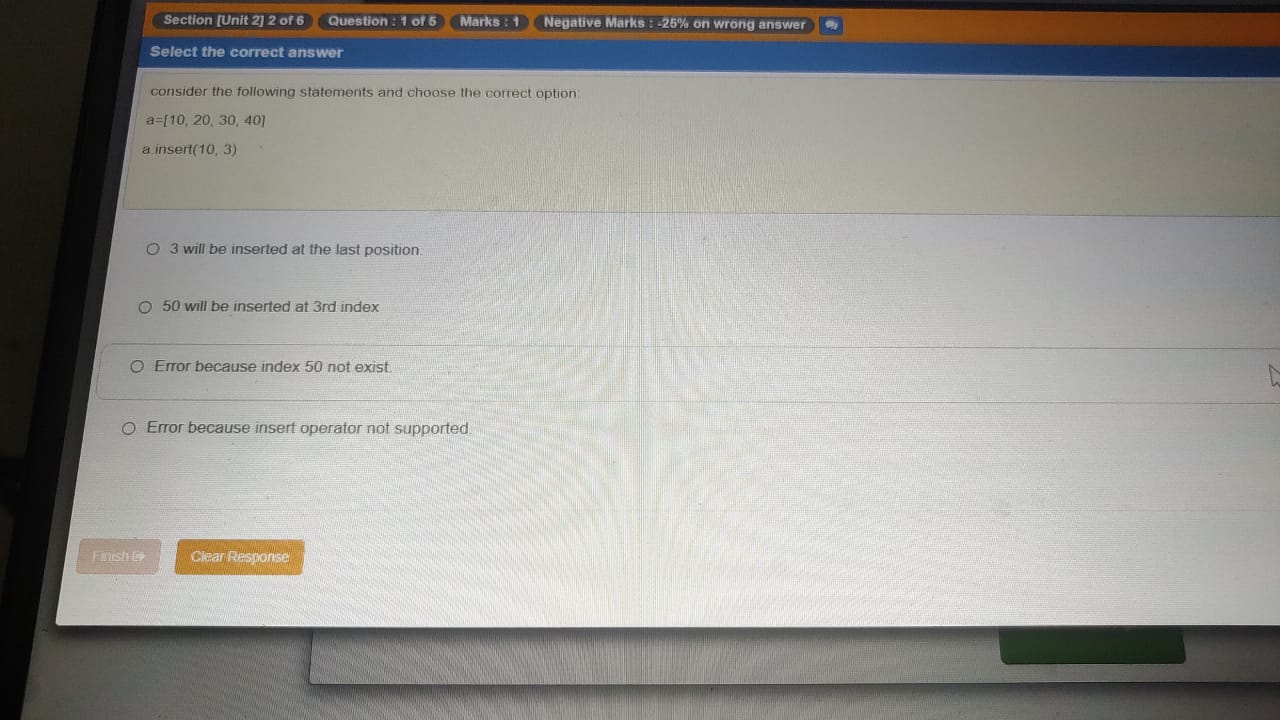 Section [Unit 2] 2 of 6 Question : 1 of 5 Marks : 1 Negative Marks : -25% on wrong answer
Select the correct answer
consider the following statements and choose the correct option:
a=[10, 20, 30, 40]
a.insert(10, 3)
3 will be inserted at the last position.
50 will be inserted at 3rd index
Error because index 50 not exist.
Error because insert operator not supported.
Finish
Clear Response